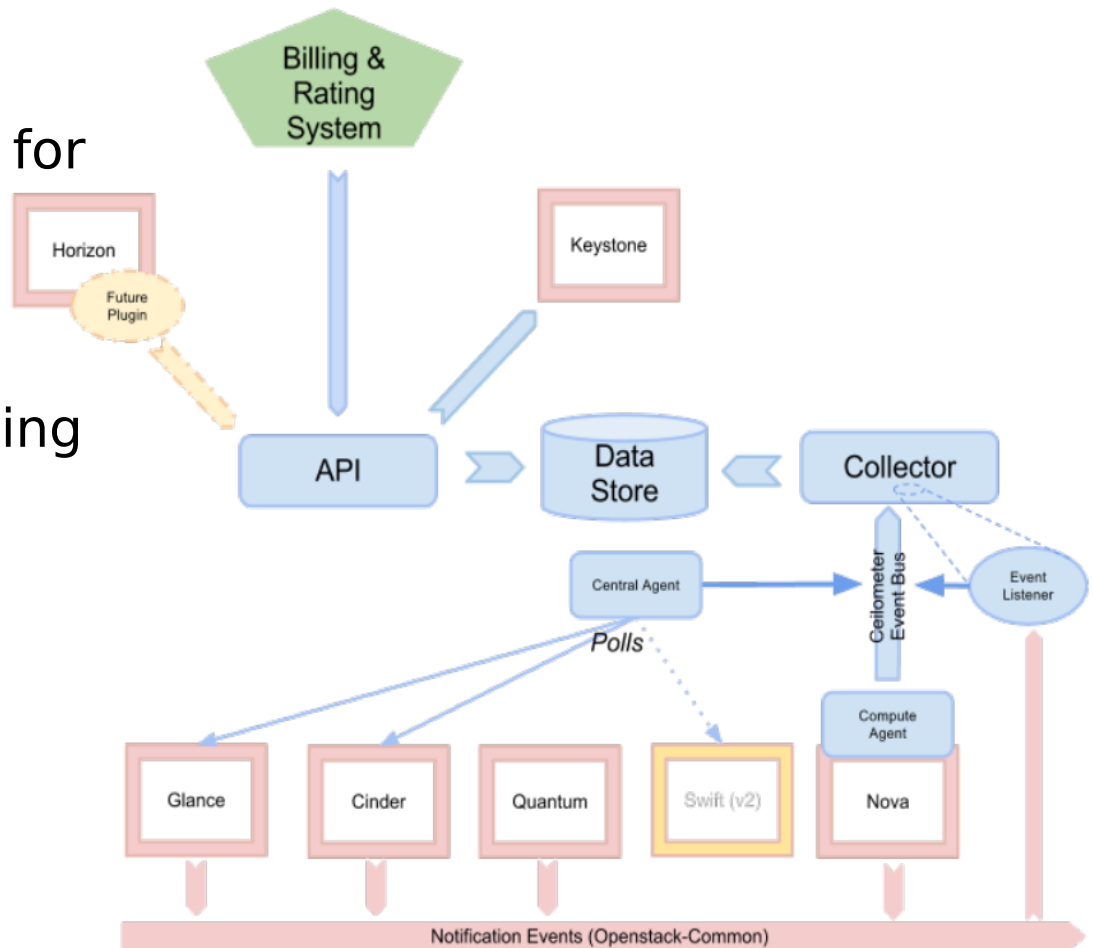 Billing &
Rating
System
for
Horizon
Keystone
Future
Plugin
ing
API
Data
Store
Collector
Central Agent
Ceilometer
Event Bus
Event
Listener
Polls
Compute
Agent
Glance
Cinder
Quantum
Swift (v2)
Nova
Notification Events (Openstack-Common)